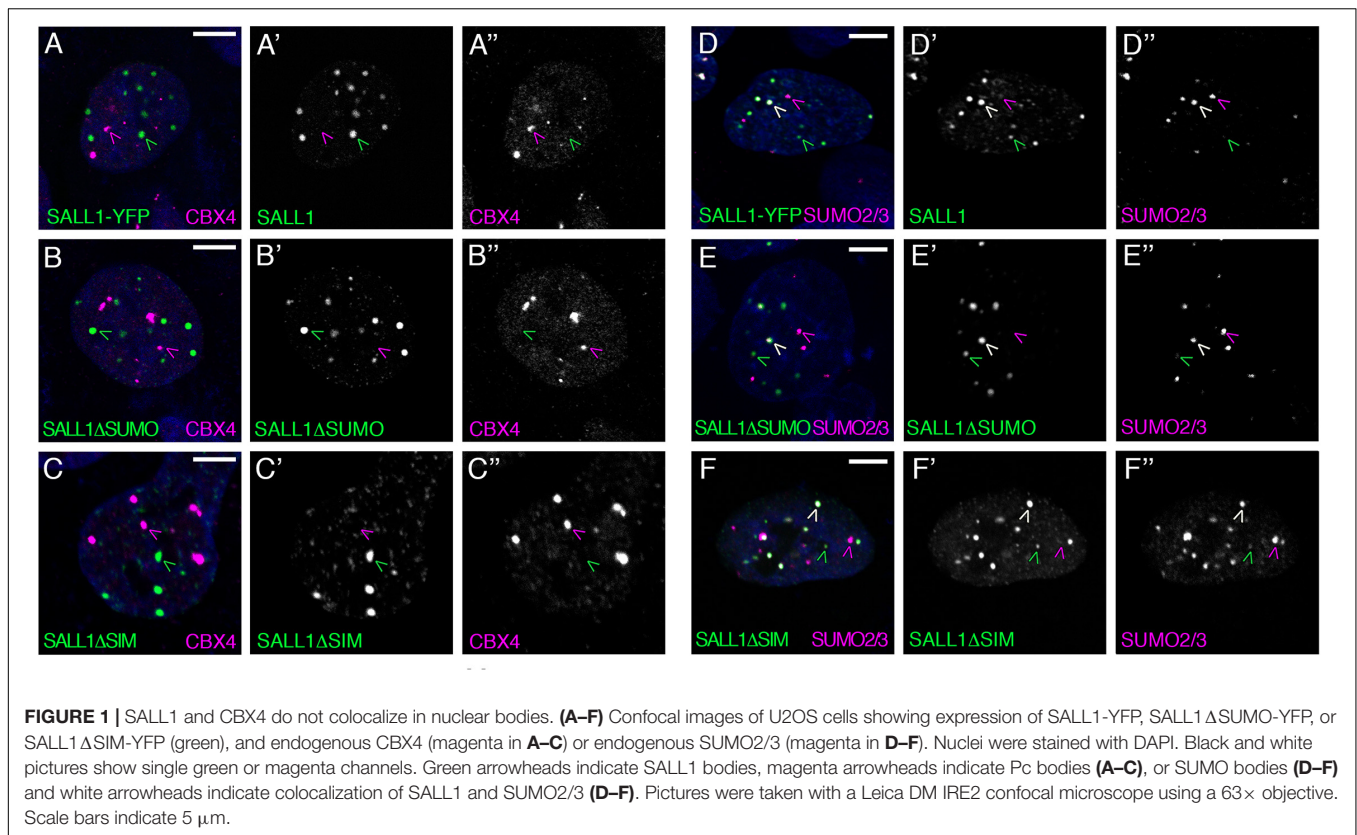 A A' A" D D' D"
SALL1-YFP CBX4 SALL1 CBX4 SALL1-YFP SUMO2/3 SALL1 SUMO2/3
B B' B" E E' E"
SALL1ΔSUMO CBX4 SALL1ΔSUMO CBX4 SALL1ΔSUMO SUMO2/3 SALL1ΔSUMO SUMO2/3
C C' C" F F' F"
SALL1ΔSIM CBX4 SALL1ΔSIM CBX4 SALL1ΔSIM SUMO2/3 SALL1ΔSIM SUMO2/3
FIGURE 1 | SALL1 and CBX4 do not colocalize in nuclear bodies. (A–F) Confocal images of U2OS cells showing expression of SALL1-YFP, SALL1ΔSUMO-YFP, or
SALL1ΔSIM-YFP (green), and endogenous CBX4 (magenta in A–C) or endogenous SUMO2/3 (magenta in D–F). Nuclei were stained with DAPI. Black and white
pictures show single green or magenta channels. Green arrowheads indicate SALL1 bodies, magenta arrowheads indicate Pc bodies (A–C), or SUMO bodies (D–F)
and white arrowheads indicate colocalization of SALL1 and SUMO2/3 (D–F). Pictures were taken with a Leica DM IRE2 confocal microscope using a 63× objective.
Scale bars indicate 5 μm.